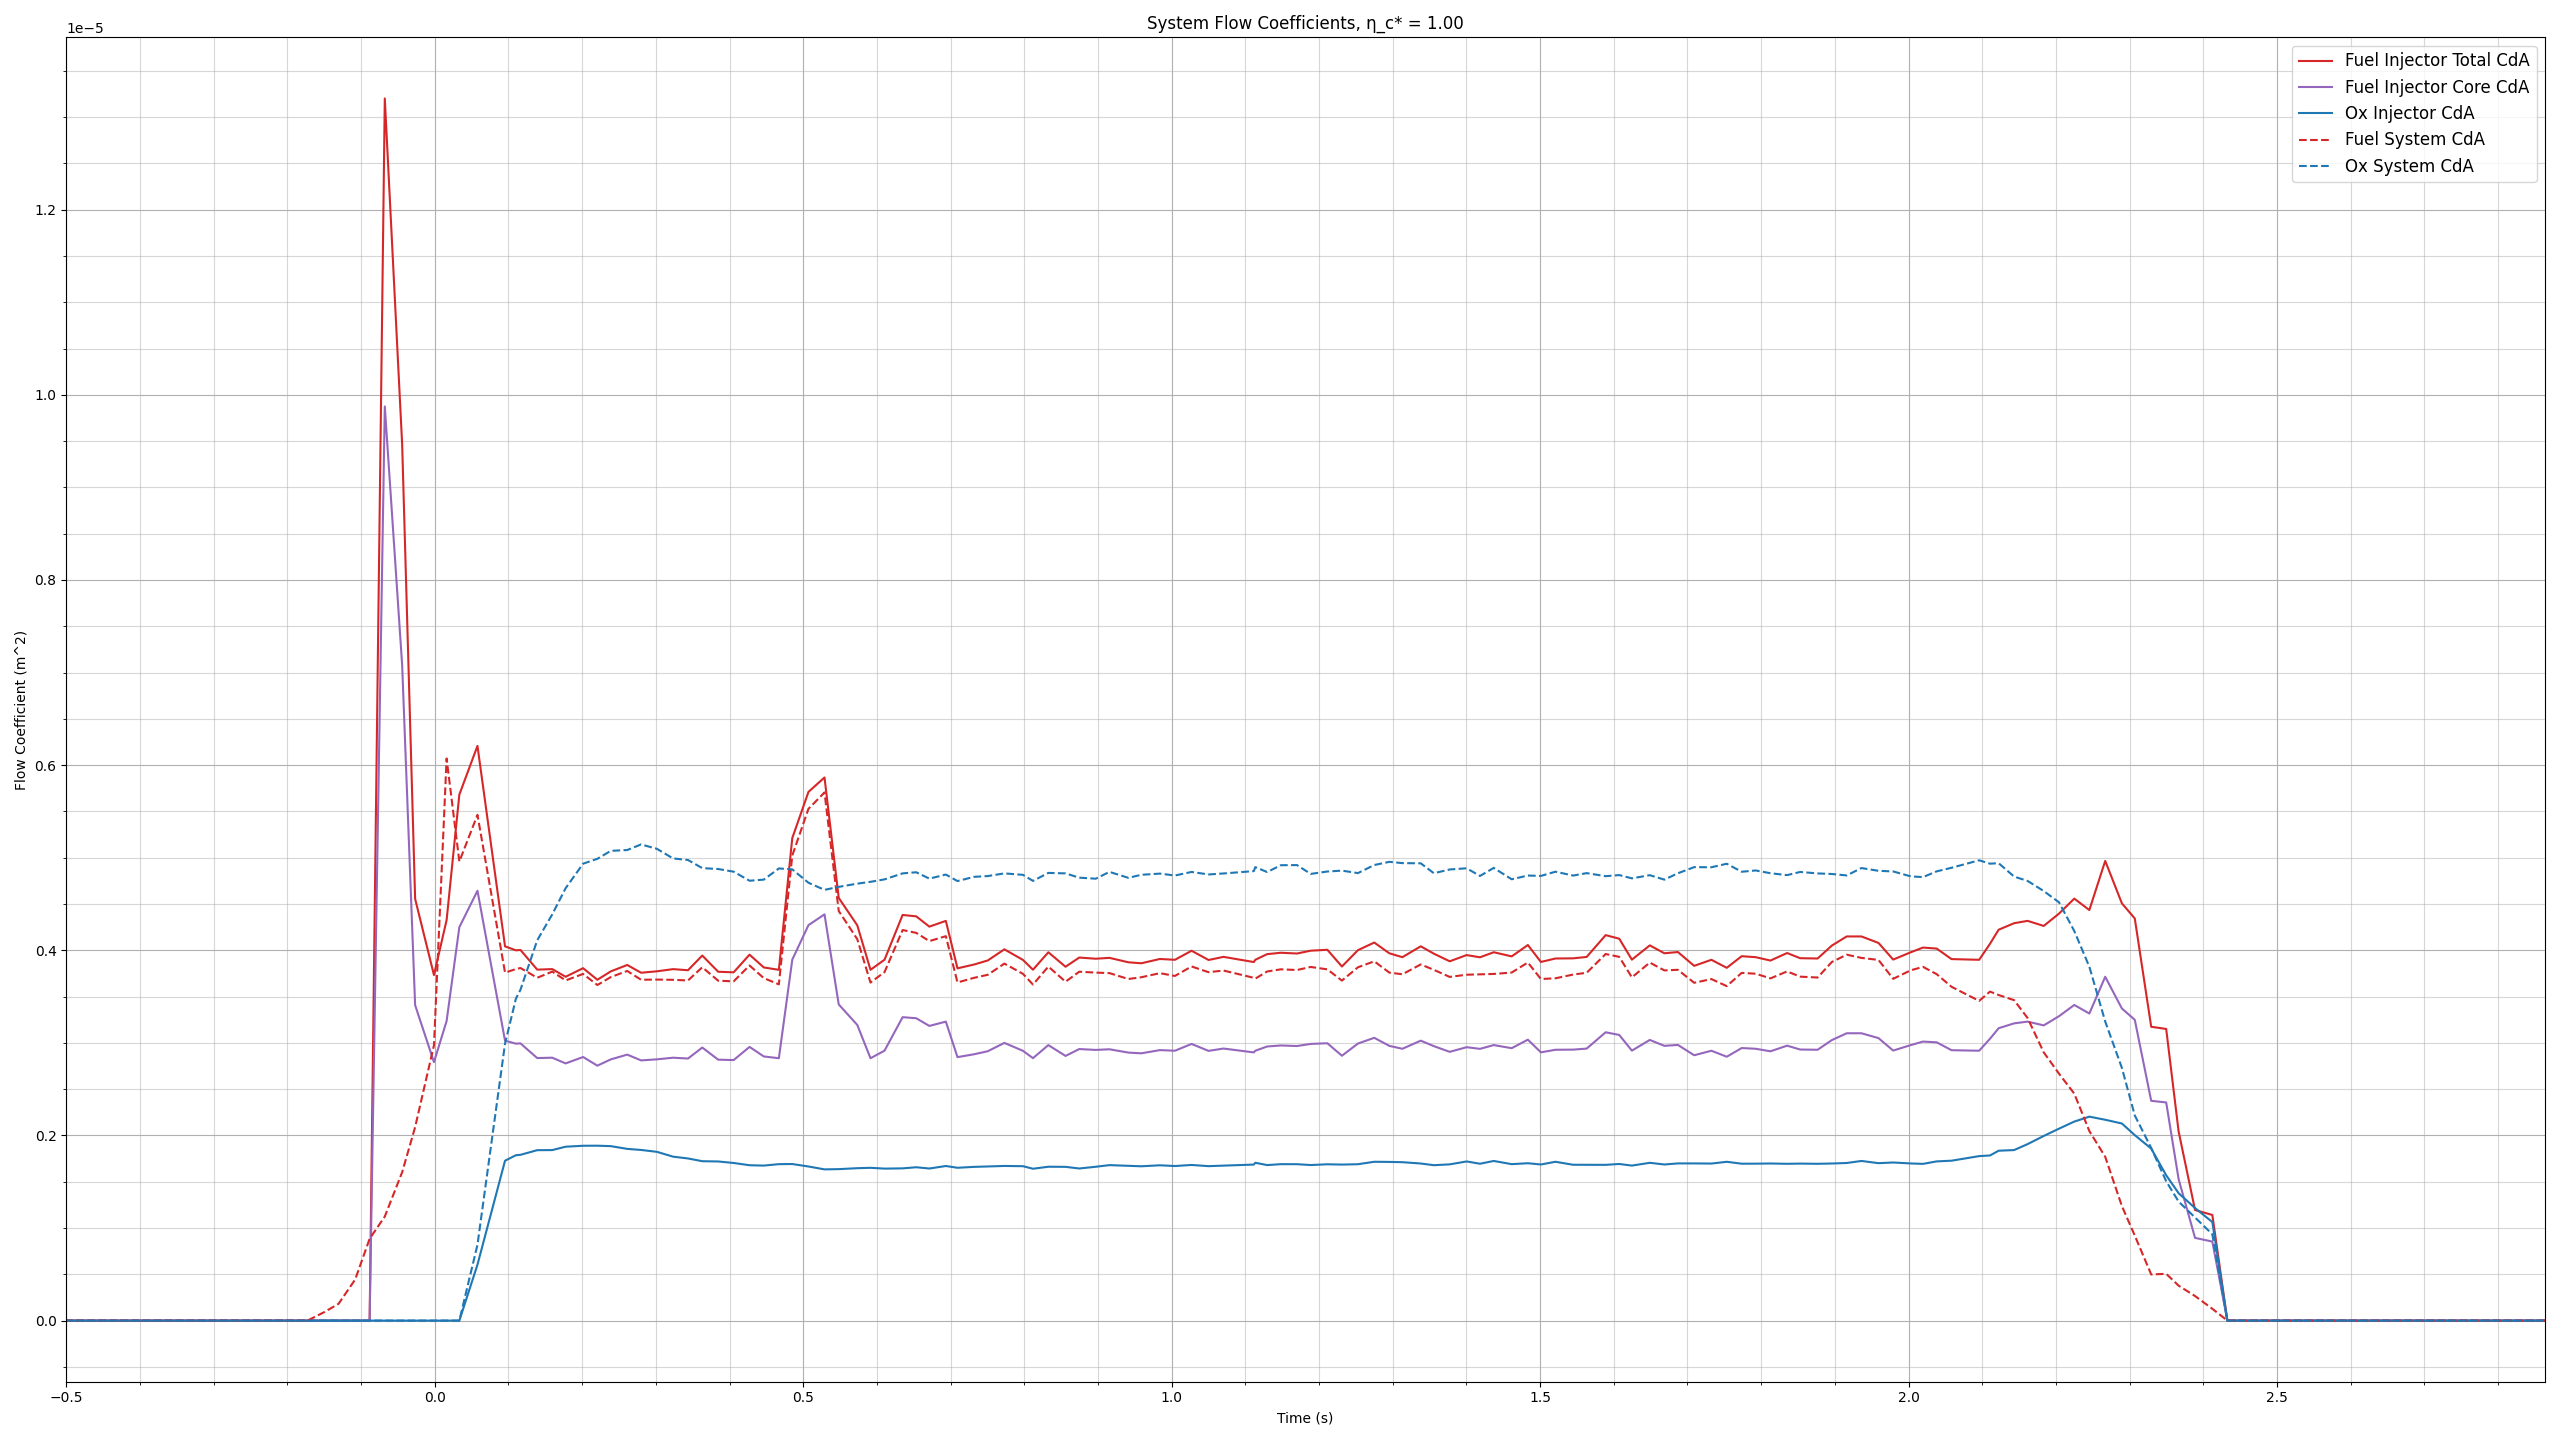 System Flow Coefficients, η_c* = 1.00
1e−5
Fuel Injector Total CdA
Fuel Injector Core CdA
Ox Injector CdA
Fuel System CdA
Ox System CdA
1.2
1.0
0.8
0.6
0.4
0.2
0.0
Flow Coefficient (m^2)
−0.5
0.0
0.5
1.0
1.5
2.0
2.5
Time (s)